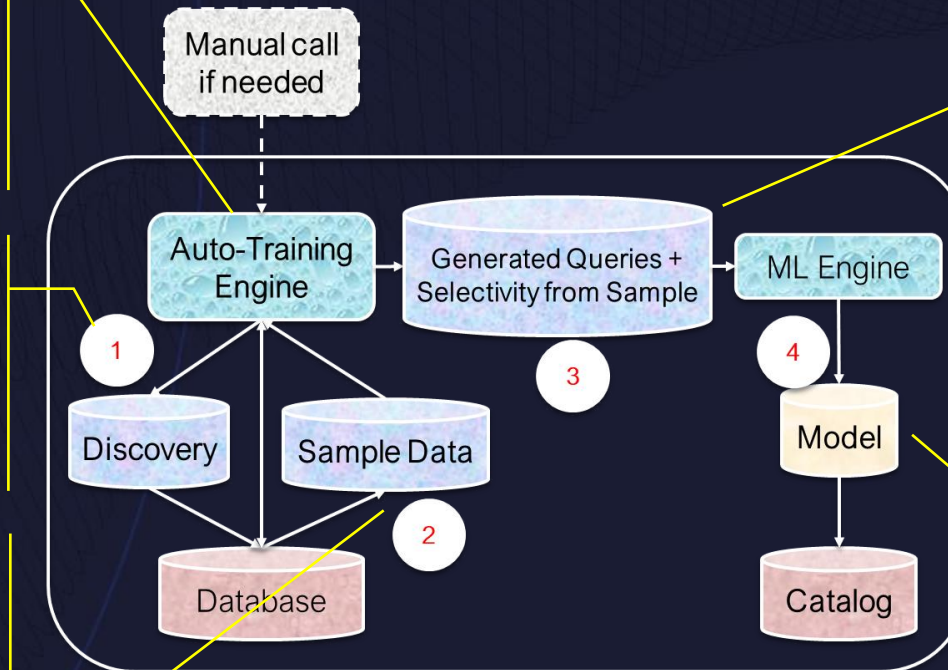 Manual call
if needed
Auto-Training
Engine
Generated Queries +
Selectivity from Sample
ML Engine
1
3
4
Discovery
Sample Data
Model
2
Database
Catalog